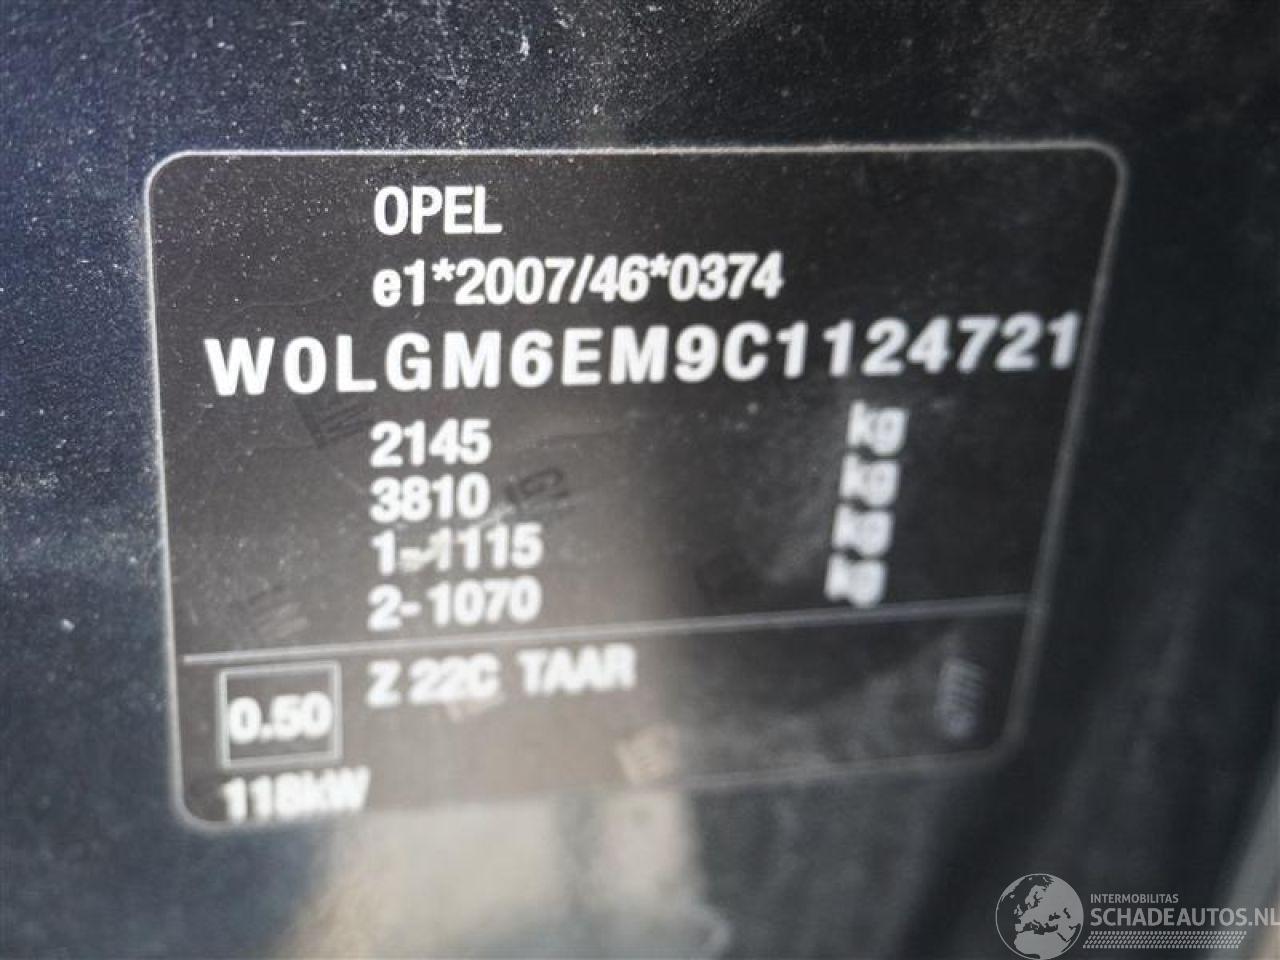 OPEL
e1*2007/46*0374
W0LGM6EM9C1124721
2145 kg
3810 kg
1-1115 kg
2-1070 kg
0.50 Z 22C TAAR
118kW
INTERMOBILITAS
SCHADEAUTOS.NL